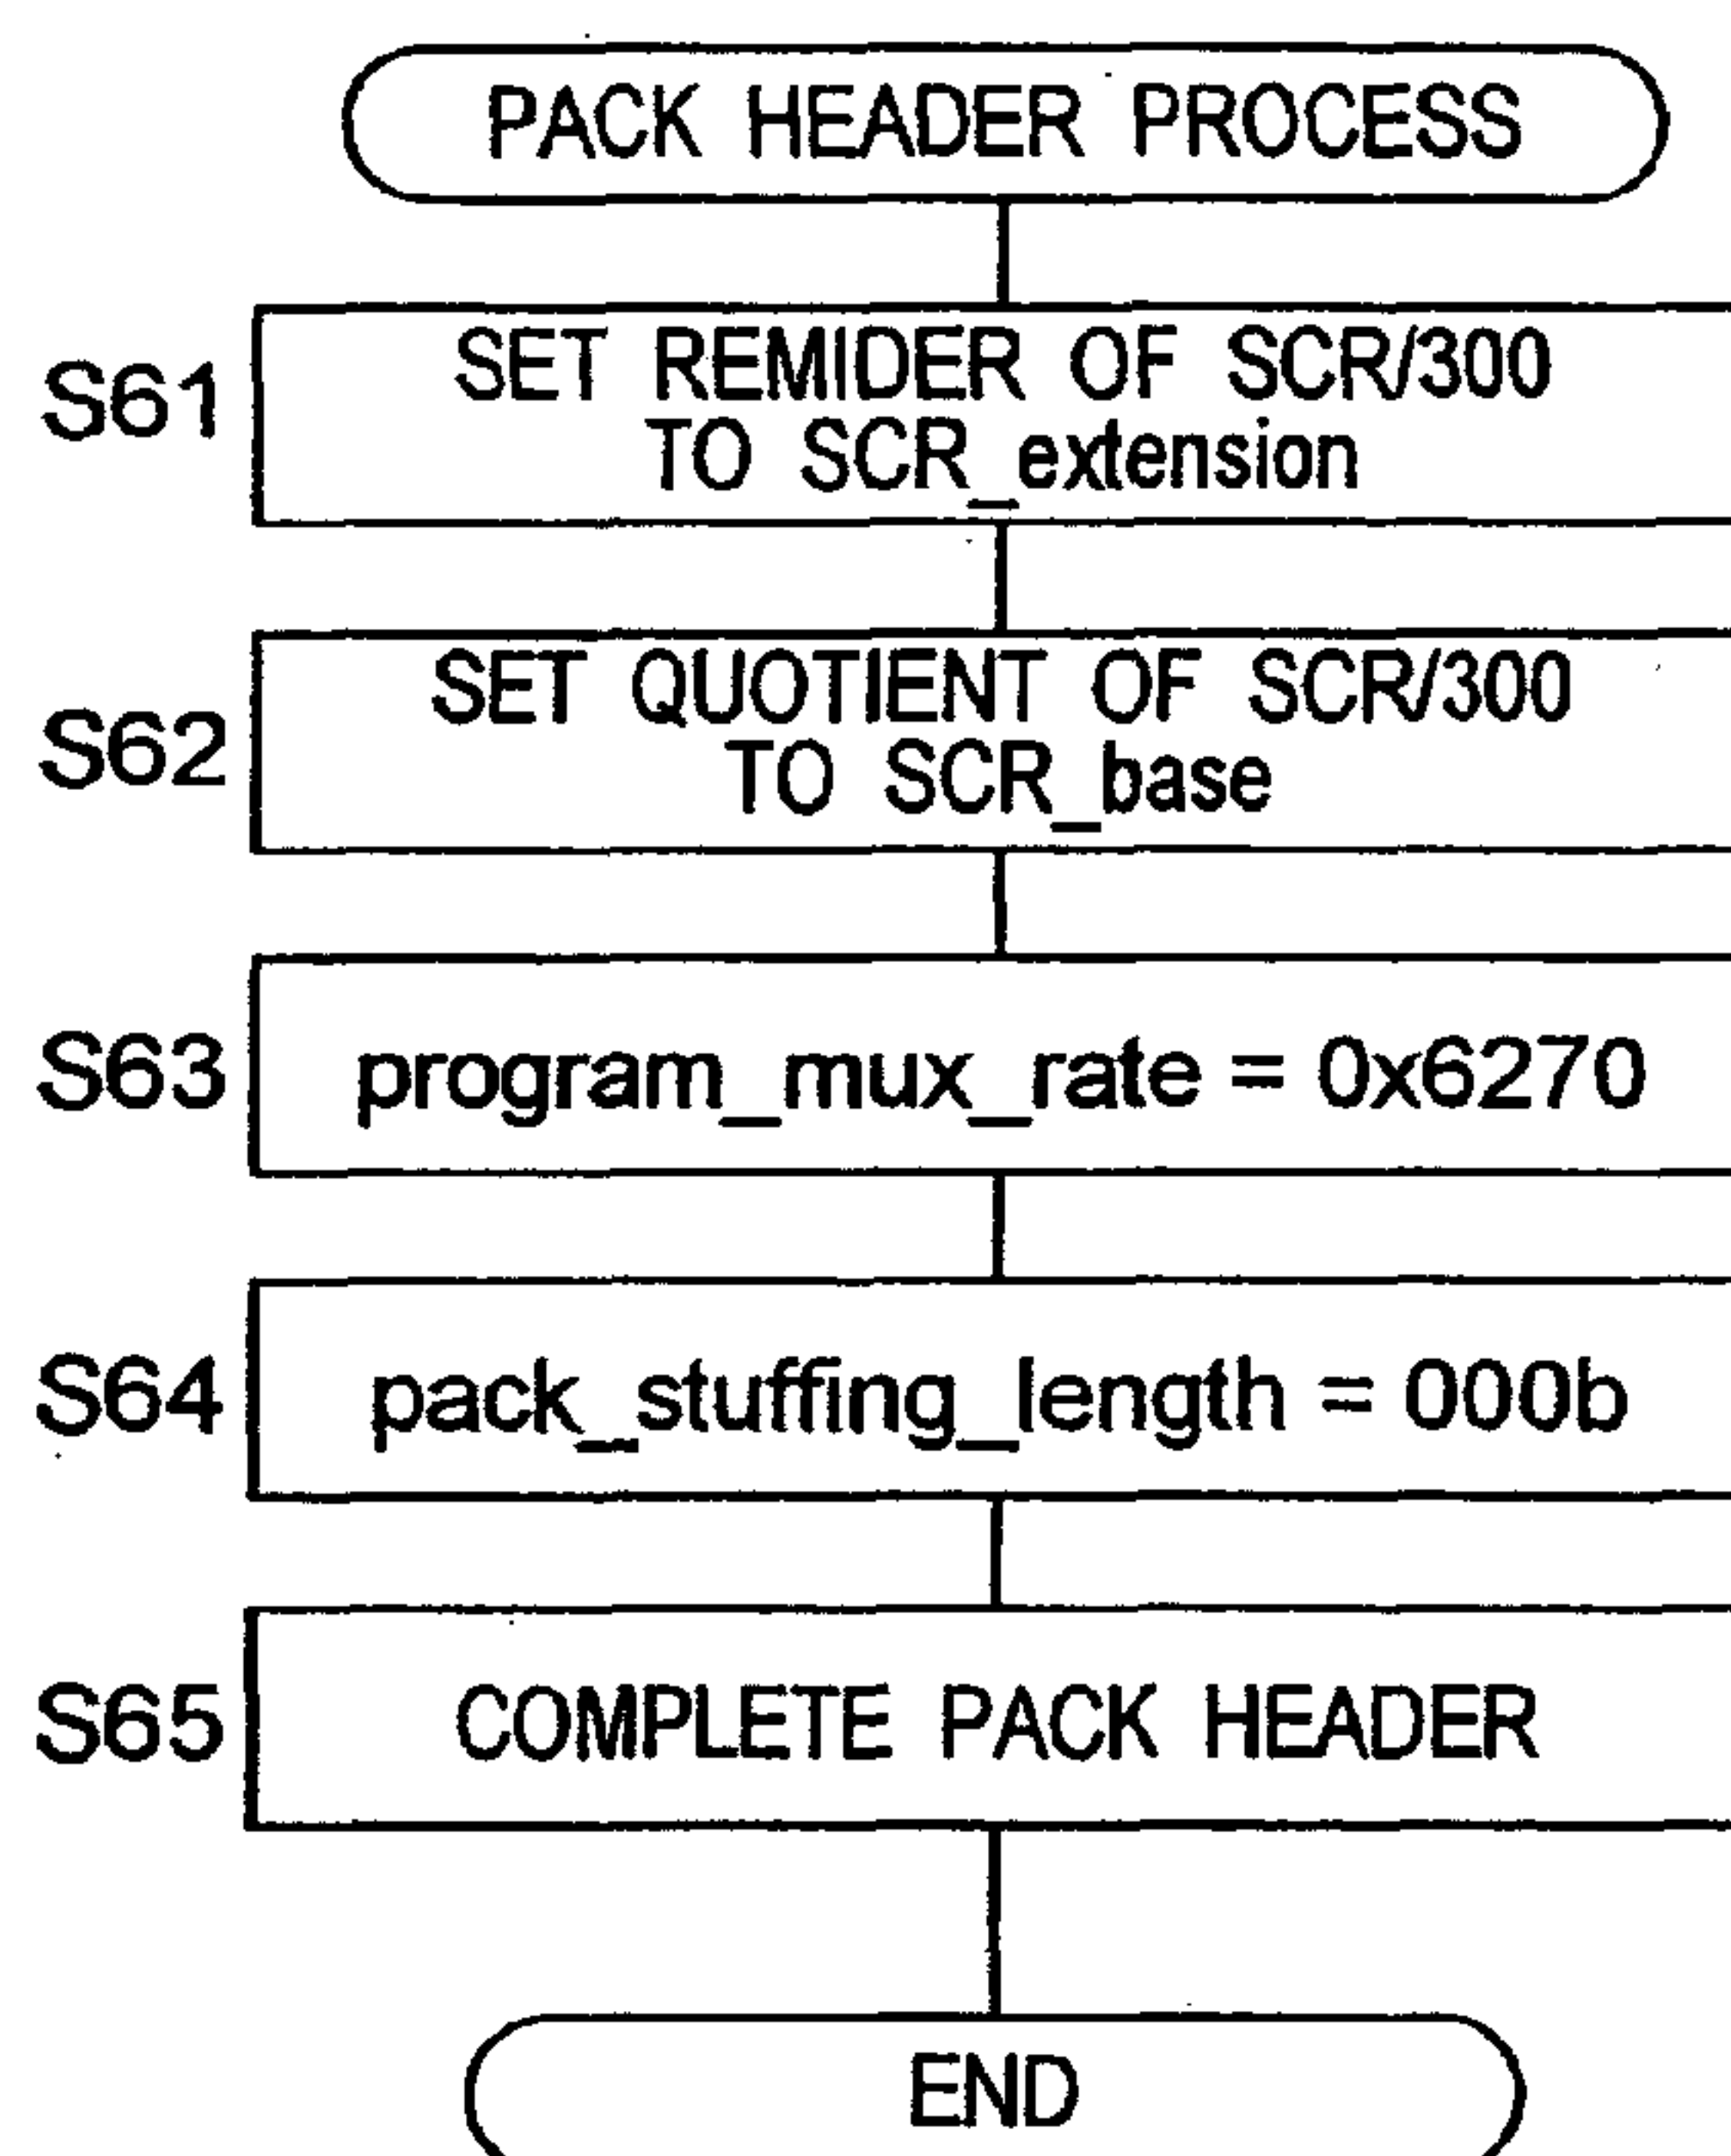 PACK HEADER PROCESS
S61
SET REMIDER OF SCR/300
TO SCR_extension
S62
SET QUOTIENT OF SCR/300
TO SCR_base
S63
program_mux_rate = 0x6270
S64
pack_stuffing_length = 000b
S65
COMPLETE PACK HEADER
END